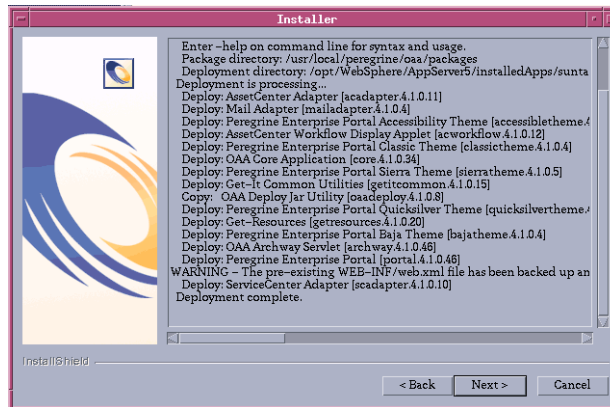 Installer
Enter –help on command line for syntax and usage.
Package directory: /usr/local/peregrine/oaa/packages
Deployment directory: /opt/WebSphere/AppServer5/installedApps/sunta
Deployment is processing...
Deploy: AssetCenter Adapter [acadapter.4.1.0.11]
Deploy: Mail Adapter [mailadapter.4.1.0.4]
Deploy: Peregrine Enterprise Portal Accessibility Theme [accessibletheme.4
Deploy: AssetCenter Workflow Display Applet [acworkflow.4.1.0.12]
Deploy: Peregrine Enterprise Portal Classic Theme [classictheme.4.1.0.4]
Deploy: OAA Core Application [core.4.1.0.34]
Deploy: Peregrine Enterprise Portal Sierra Theme [sierratheme.4.1.0.5]
Deploy: Get–It Common Utilities [getitcommon.4.1.0.15]
Copy: OAA Deploy Jar Utility [oaadeploy.4.1.0.8]
Deploy: Peregrine Enterprise Portal Quicksilver Theme [quicksilvertheme.4
Deploy: Get–Resources [getresources.4.1.0.20]
Deploy: Peregrine Enterprise Portal Baja Theme [bajatheme.4.1.0.4]
Deploy: OAA Archway Servlet [archway.4.1.0.46]
Deploy: Peregrine Enterprise Portal [portal.4.1.0.46]
WARNING – The pre–existing WEB–INF/web.xml file has been backed up an
Deploy: ServiceCenter Adapter [scadapter.4.1.0.10]
Deployment complete.
InstallShield
< Back Next > Cancel